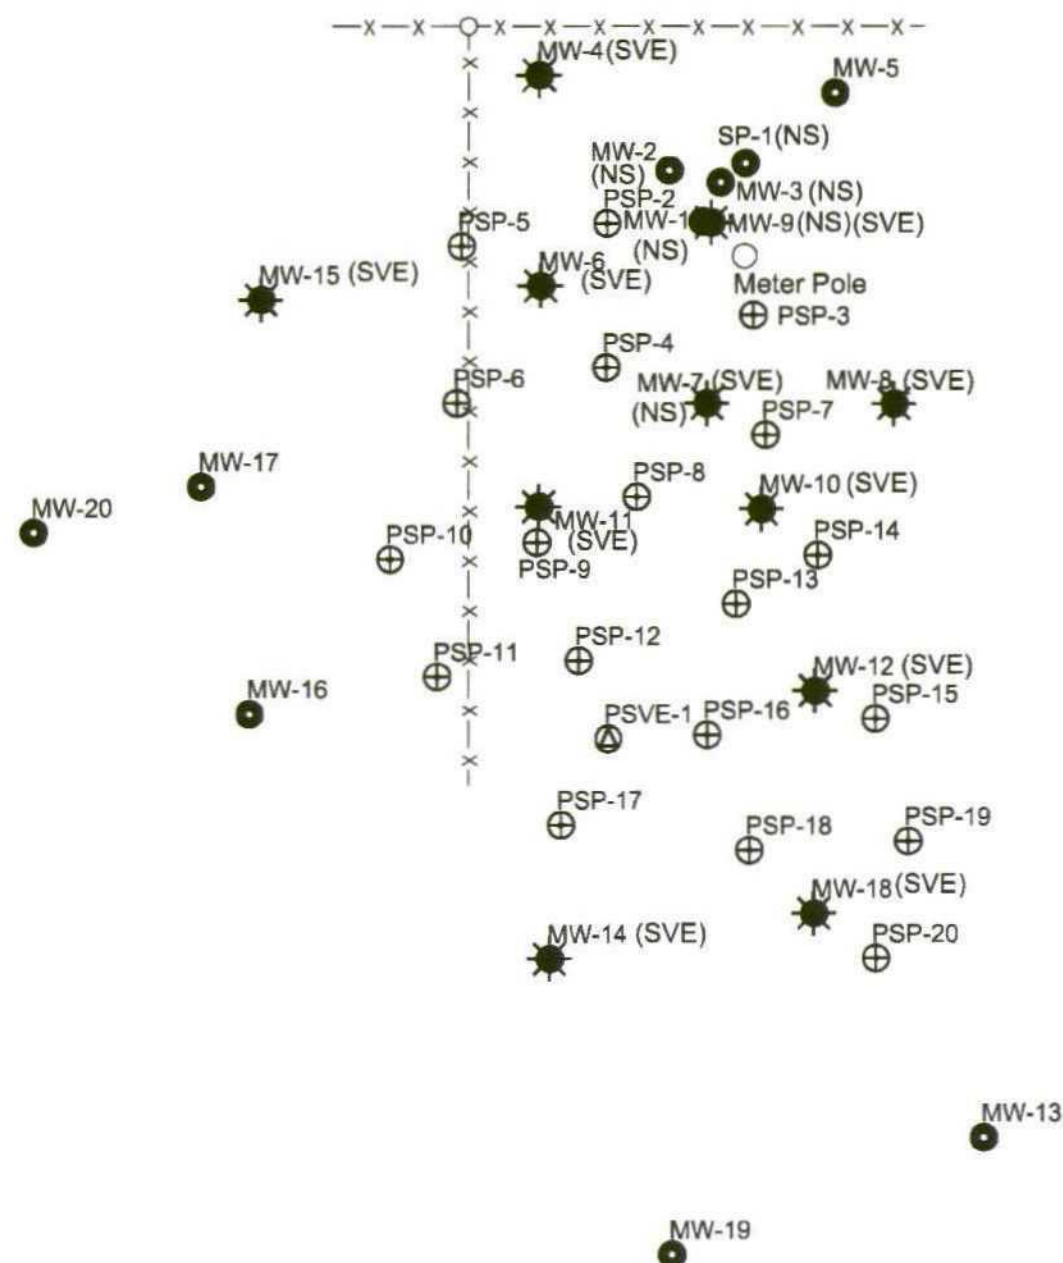 MW-4 (SVE)
MW-5
SP-1 (NS)
MW-2
(NS)
MW-3 (NS)
PSP-2
PSP-5
MW-1
(NS)
MW-9 (NS) (SVE)
MW-6
(SVE)
MW-15 (SVE)
Meter Pole
PSP-3
PSP-4
PSP-6
MW-7 (SVE)
(NS)
MW-8 (SVE)
PSP-7
MW-17
PSP-8
MW-10 (SVE)
MW-20
MW-11
(SVE)
PSP-10
PSP-14
PSP-9
PSP-13
PSP-12
PSP-11
MW-12 (SVE)
MW-16
PSP-15
PSVE-1
PSP-16
PSP-17
PSP-18
PSP-19
MW-18 (SVE)
MW-14 (SVE)
PSP-20
MW-13
MW-19